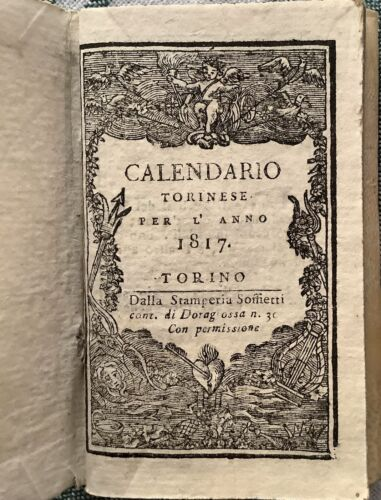 CALENDARIO
TORINESE
PER L' ANNO
1817.
TORINO
Dalla Stamperia Soffietti
cont. di Doragrossa n. 30
Con permissione